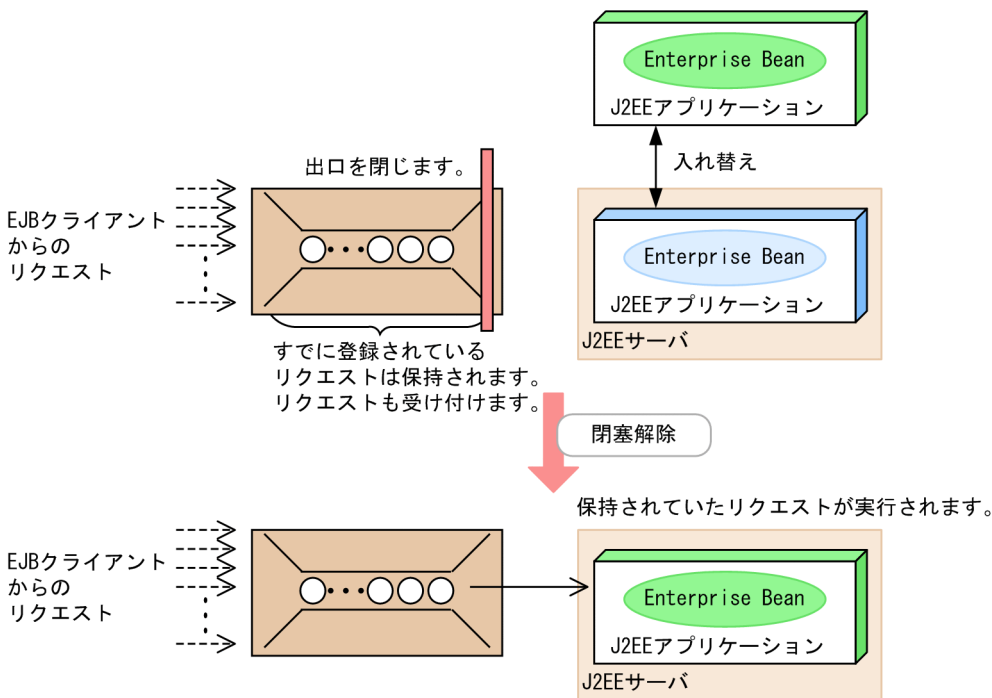 Enterprise Bean
J2EEアプリケーション
入れ替え
出口を閉じます。
EJBクライアント
からの
リクエスト
Enterprise Bean
J2EEアプリケーション
J2EEサーバ
すでに登録されている
リクエストは保持されます。
リクエストも受け付けます。
閉塞解除
保持されていたリクエストが実行されます。
EJBクライアント
からの
リクエスト
Enterprise Bean
J2EEアプリケーション
J2EEサーバ